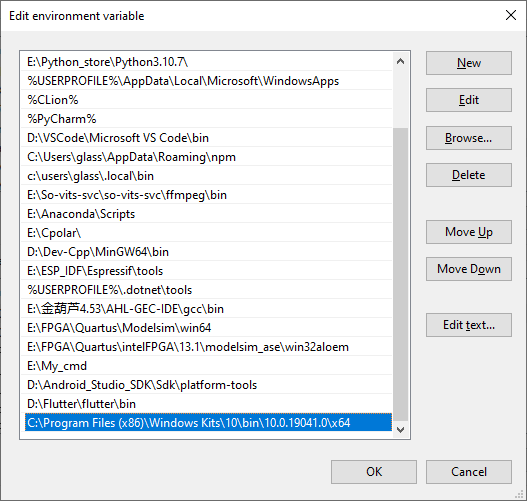 Edit environment variable
E:\Python_store\Python3.10.7\
%USERPROFILE%\AppData\Local\Microsoft\WindowsApps
%CLion%
%PyCharm%
D:\VSCode\Microsoft VS Code\bin
C:\Users\glass\AppData\Roaming\npm
c:\users\glass\.local\bin
E:\So-vits-svc\so-vits-svc\ffmpeg\bin
E:\Anaconda\Scripts
E:\Cpolar\
D:\Dev-Cpp\MinGW64\bin
E:\ESP_IDF\Espressif\tools
%USERPROFILE%\.dotnet\tools
E:\金葫芦4.53\AHL-GEC-IDE\gcc\bin
E:\FPGA\Quartus\Modelsim\win64
E:\FPGA\Quartus\intelFPGA\13.1\modelsim_ase\win32aloem
E:\My_cmd
D:\Android_Studio_SDK\Sdk\platform-tools
D:\Flutter\flutter\bin
C:\Program Files (x86)\Windows Kits\10\bin\10.0.19041.0\x64
New
Edit
Browse...
Delete
Move Up
Move Down
Edit text...
OK
Cancel